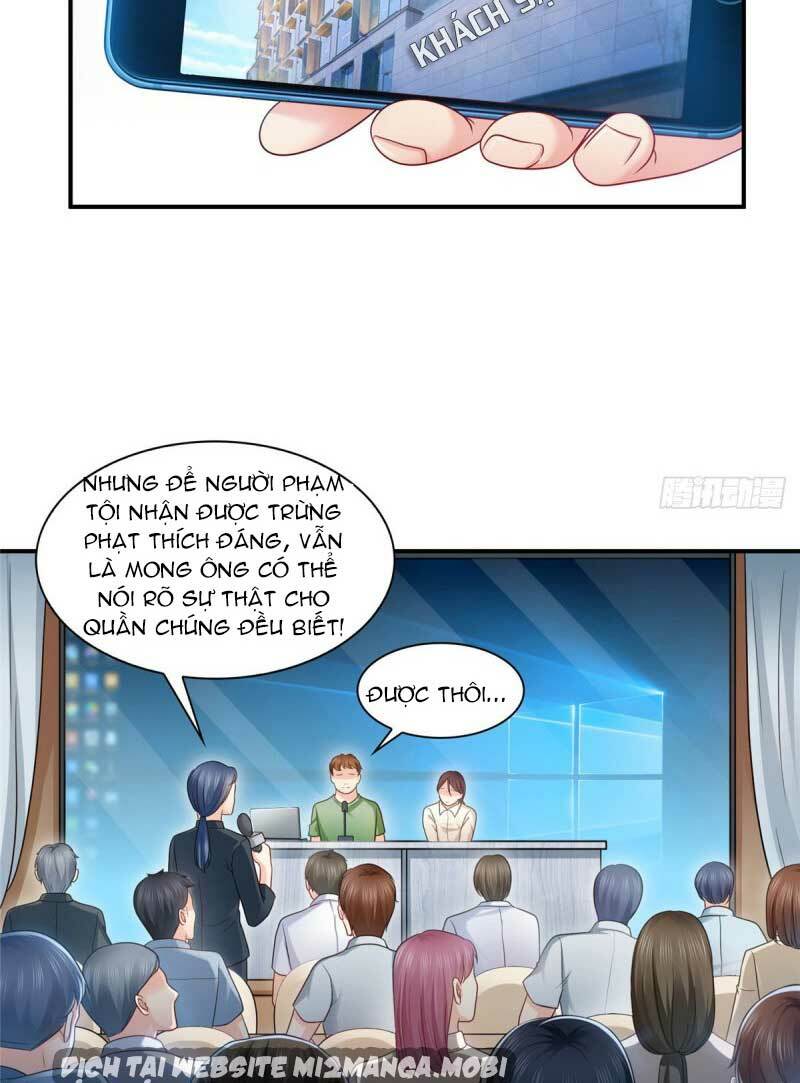 KHÁCH SẠ
腾讯动漫
NHƯNG ĐỂ NGƯỜI PHẠM
TỘI NHẬN ĐƯỢC TRỪNG
PHẠT THÍCH ĐÁNG, VẪN
LÀ MONG ÔNG CÓ THỂ
NÓI RÕ SỰ THẬT CHO
QUẦN CHÚNG ĐỀU BIẾT!
ĐƯỢC THÔI...
DỊCH TẠI WEBSITE MI2MANGA.MOBI